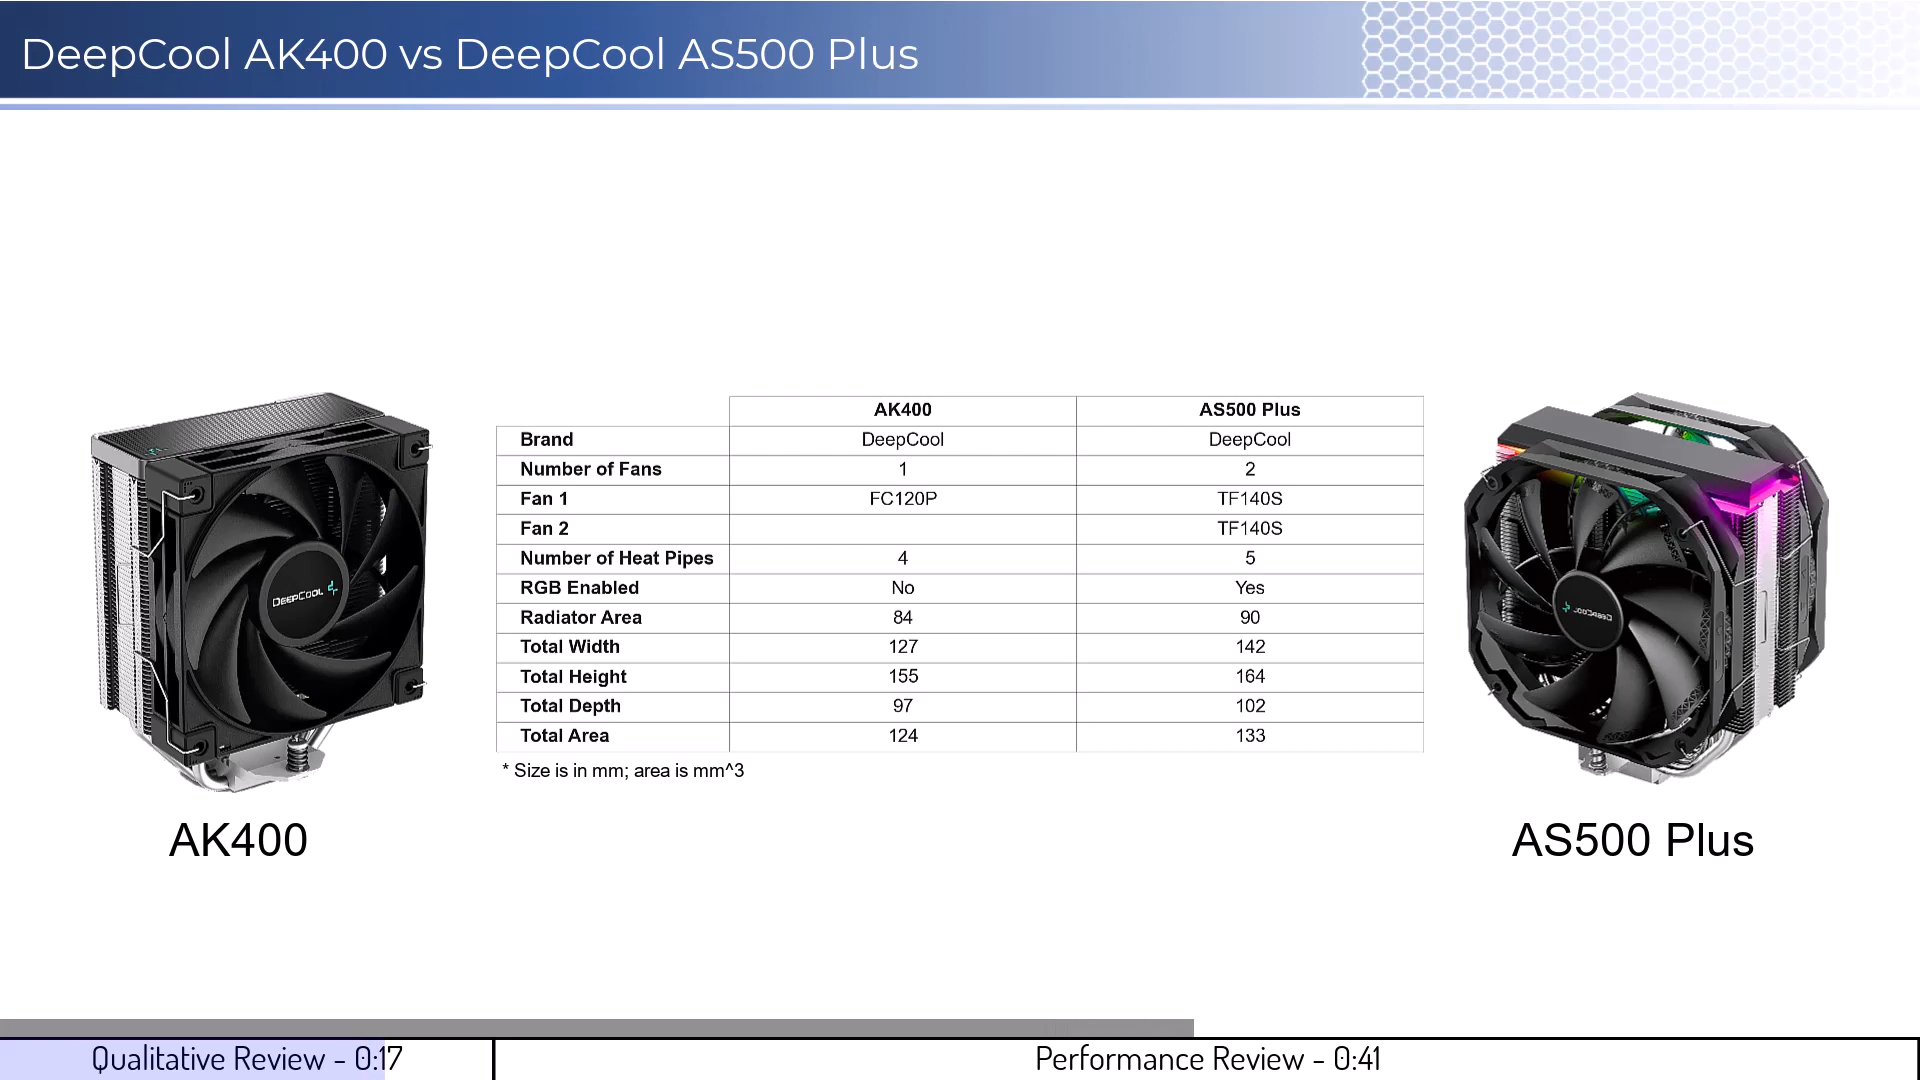 DeepCool AK400 vs DeepCool AS500 Plus
AK400 AS500 Plus
Brand DeepCool DeepCool
Number of Fans 1 2
Fan 1 FC120P TF140S
Fan 2 TF140S
Number of Heat Pipes 4 5
RGB Enabled No Yes
Radiator Area 84 90
Total Width 127 142
Total Height 155 164
Total Depth 97 102
Total Area 124 133
* Size is in mm; area is mm^3
DEEPCOOL
DEEPCOOL
AK400
AS500 Plus
Qualitative Review - 0:17
Performance Review - 0:41